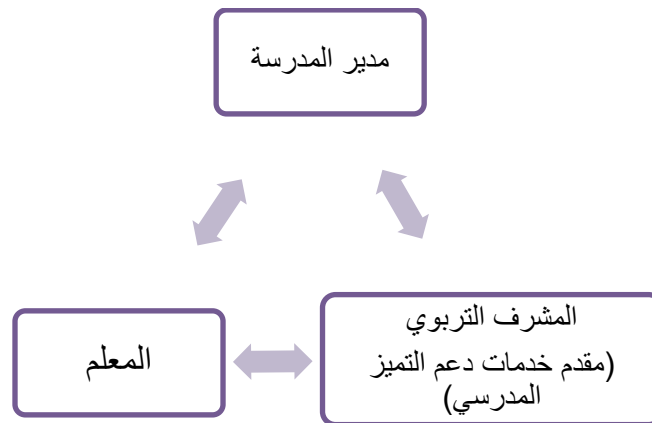 مدير المدرسة
المشرف التربوي
(مقدم خدمات دعم التميز
المدرسي)
المعلم